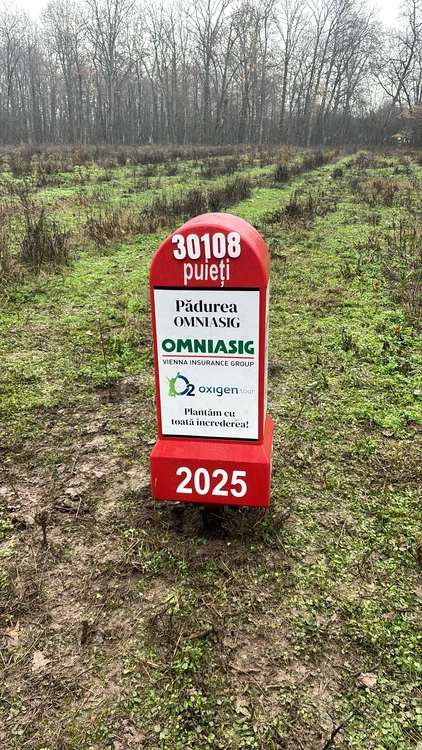 30108
puieți
Pădurea
OMNIASIG
OMNIASIG
VIENNA INSURANCE GROUP
O2 oxigen tour
Plantăm cu
toată încrederea!
2025